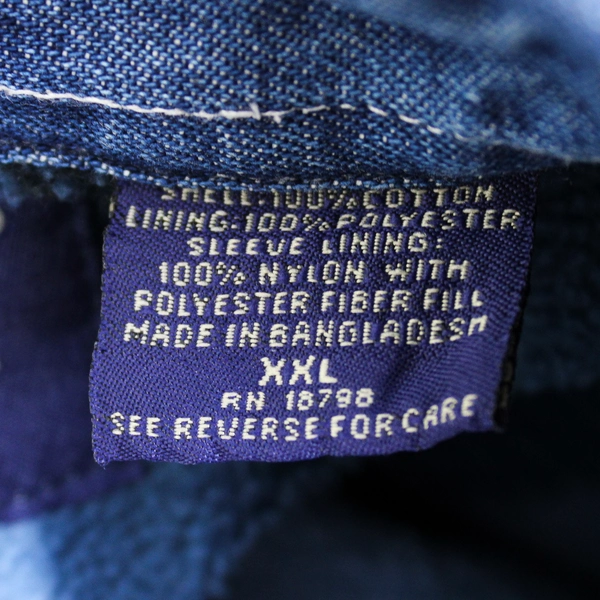 SHELL-100% COTTON
LINING-100% POLYESTER
SLEEVE LINING:
100% NYLON WITH
POLYESTER FIBER FILL
MADE IN BANGLADESH
XXL
RN 18798
SEE REVERSE FOR CARE